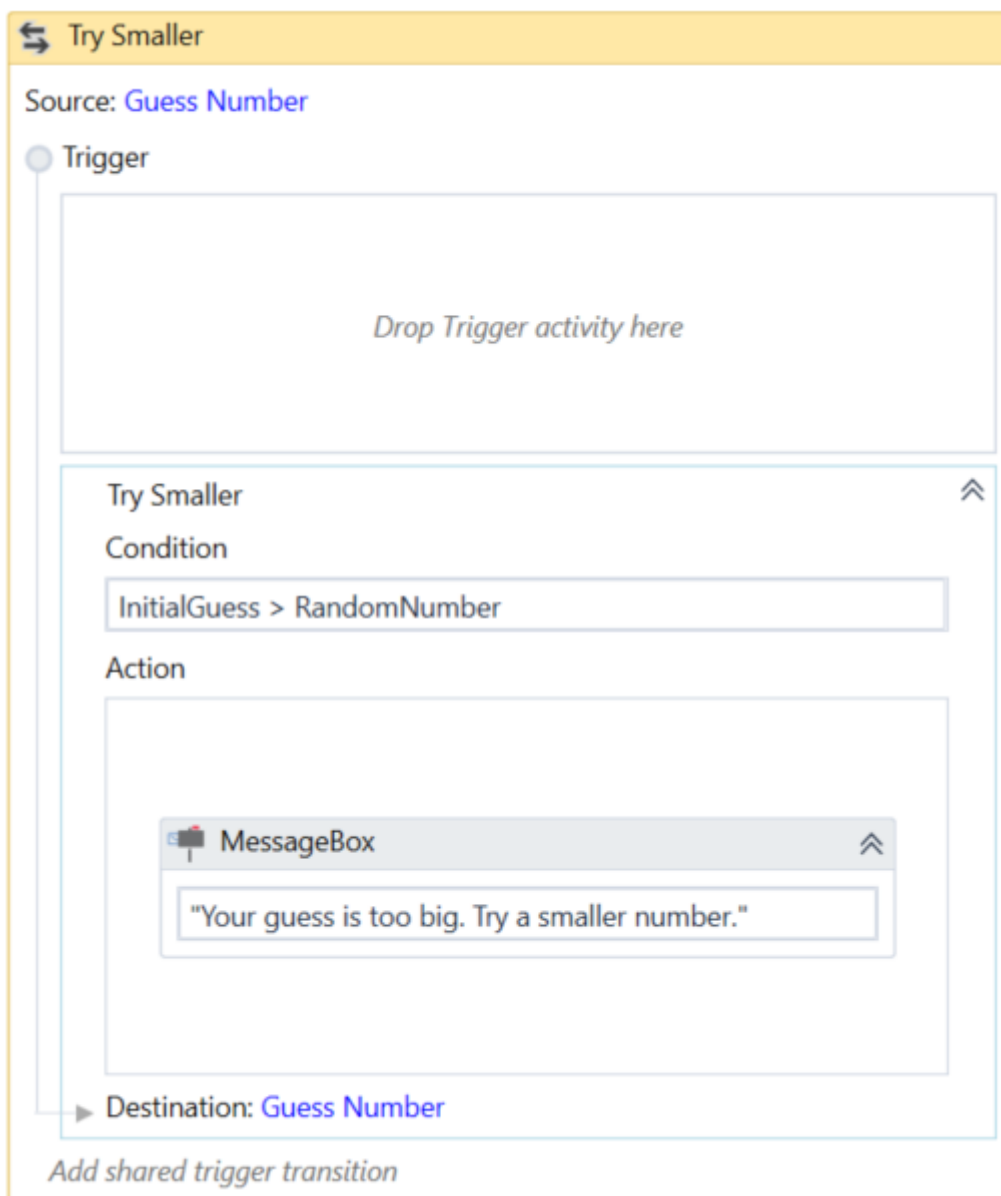 Try Smaller
Source: Guess Number
Trigger
Drop Trigger activity here
Try Smaller
Condition
InitialGuess > RandomNumber
Action
MessageBox
"Your guess is too big. Try a smaller number."
Destination: Guess Number
Add shared trigger transition